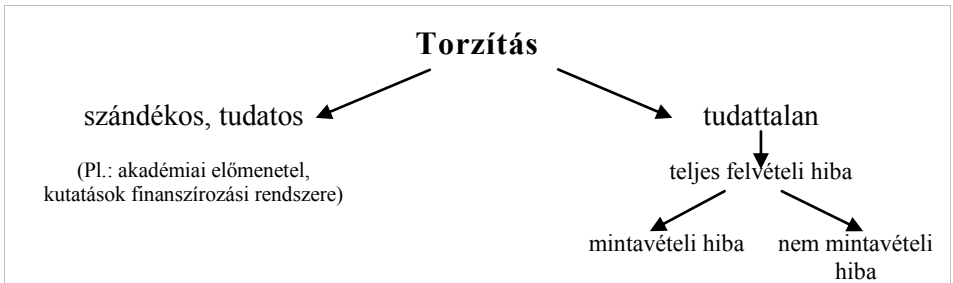 Torzítás
szándékos, tudatos
(Pl.: akadémiai előmenetel,
kutatások finanszírozási rendszere)
tudattalan
teljes felvételi hiba
mintavételi hiba
nem mintavételi
hiba